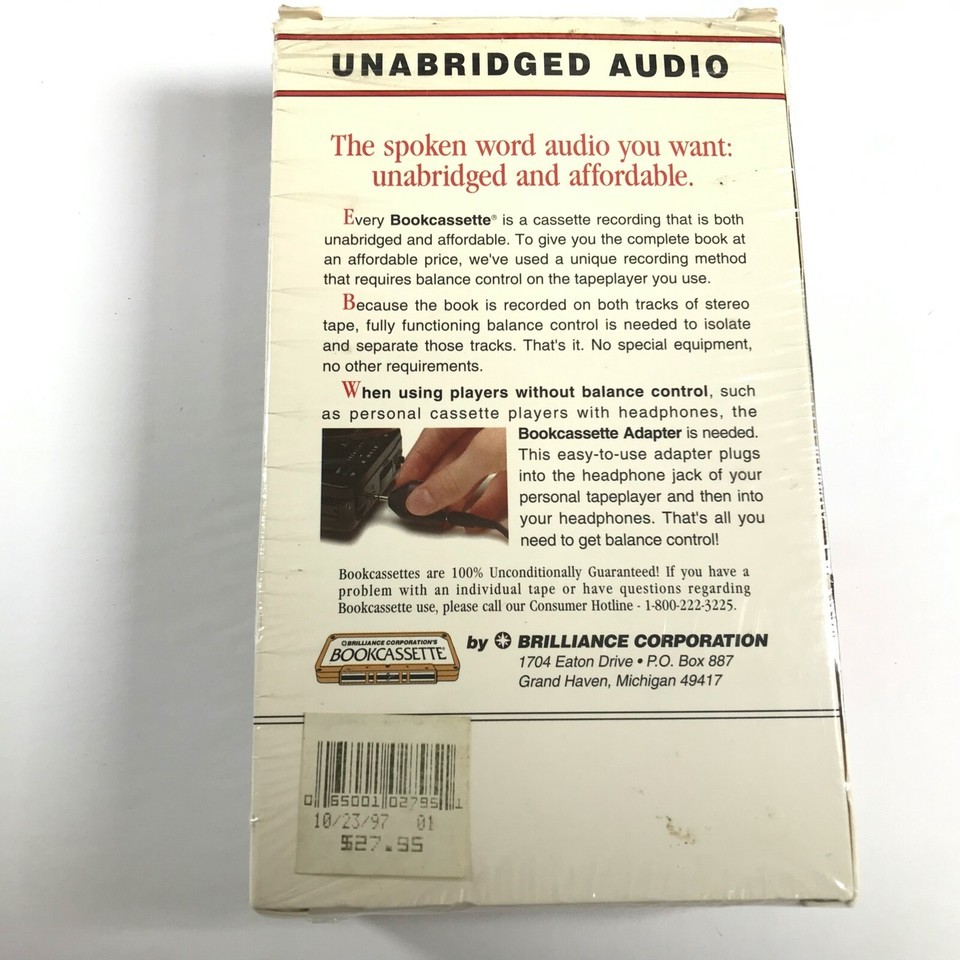 UNABRIDGED AUDIO
The spoken word audio you want:
unabridged and affordable.
Every Bookcassette® is a cassette recording that is both
unabridged and affordable. To give you the complete book at
an affordable price, we've used a unique recording method
that requires balance control on the tapeplayer you use.
Because the book is recorded on both tracks of stereo
tape, fully functioning balance control is needed to isolate
and separate those tracks. That's it. No special equipment,
no other requirements.
When using players without balance control, such
as personal cassette players with headphones, the
Bookcassette Adapter is needed.
This easy-to-use adapter plugs
into the headphone jack of your
personal tapeplayer and then into
your headphones. That's all you
need to get balance control!
Bookcassettes are 100% Unconditionally Guaranteed! If you have a
problem with an individual tape or have questions regarding
Bookcassette use, please call our Consumer Hotline - 1-800-222-3225.
BRILLIANCE CORPORATION'S
BOOKCASSETTE®
by BRILLIANCE CORPORATION
1704 Eaton Drive • P.O. Box 887
Grand Haven, Michigan 49417
0 65001 02795 1
10/23/97 01
$27.95